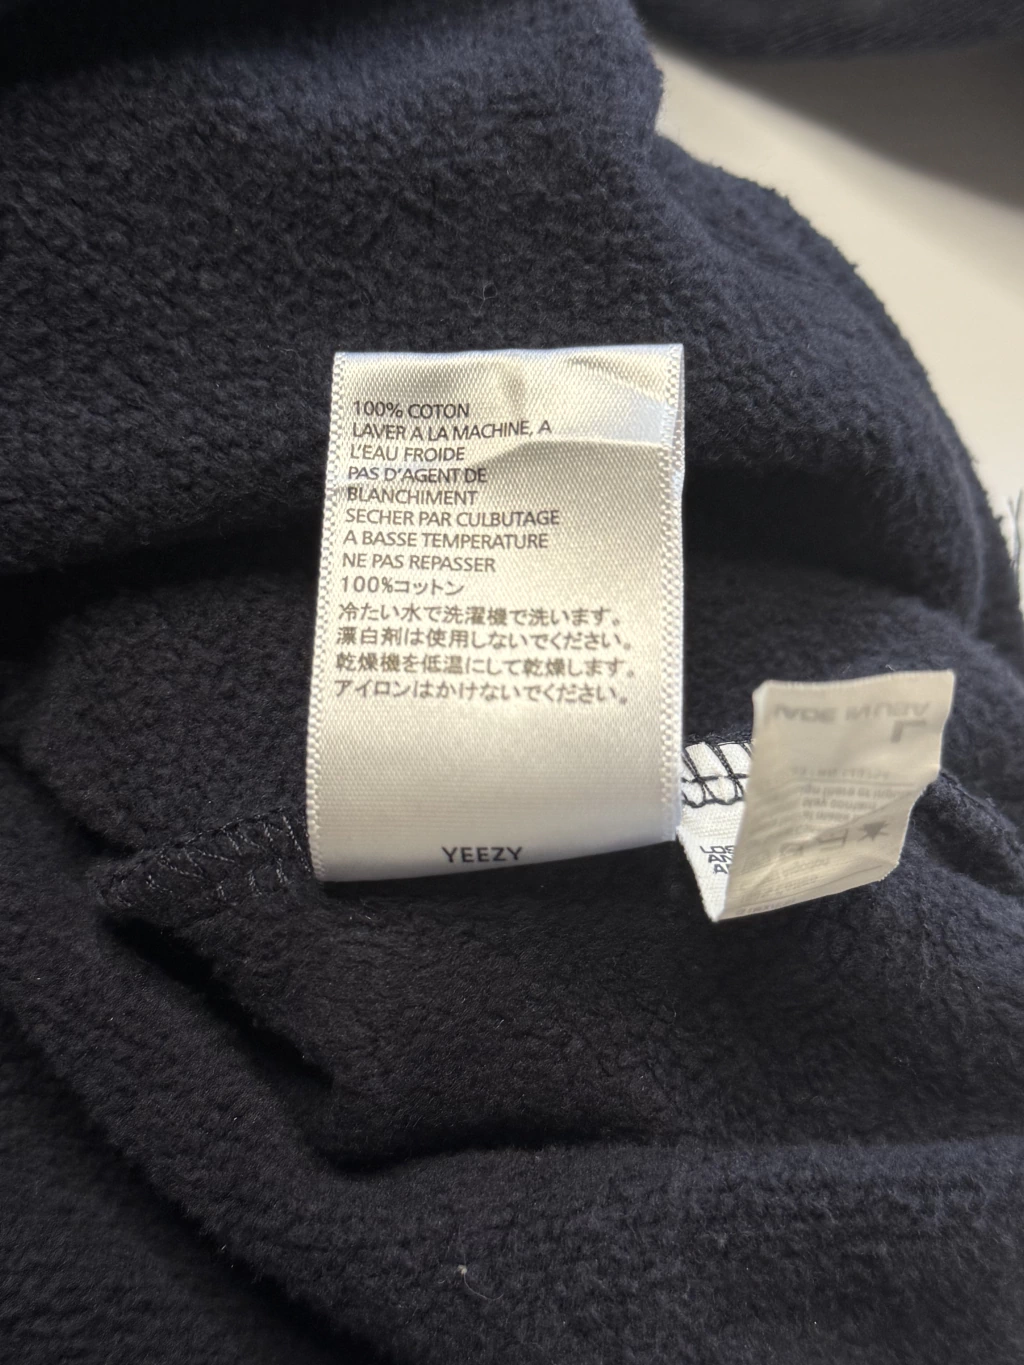 100% COTON
LAVER A LA MACHINE, A
L'EAU FROIDE
PAS D'AGENT DE
BLANCHIMENT
SECHER PAR CULBUTAGE
A BASSE TEMPERATURE
NE PAS REPASSER
100%コットン
冷たい水で洗濯機で洗います。
漂白剤は使用しないでください。
乾燥機を低温にして乾燥します。
アイロンはかけないでください。
YEEZY